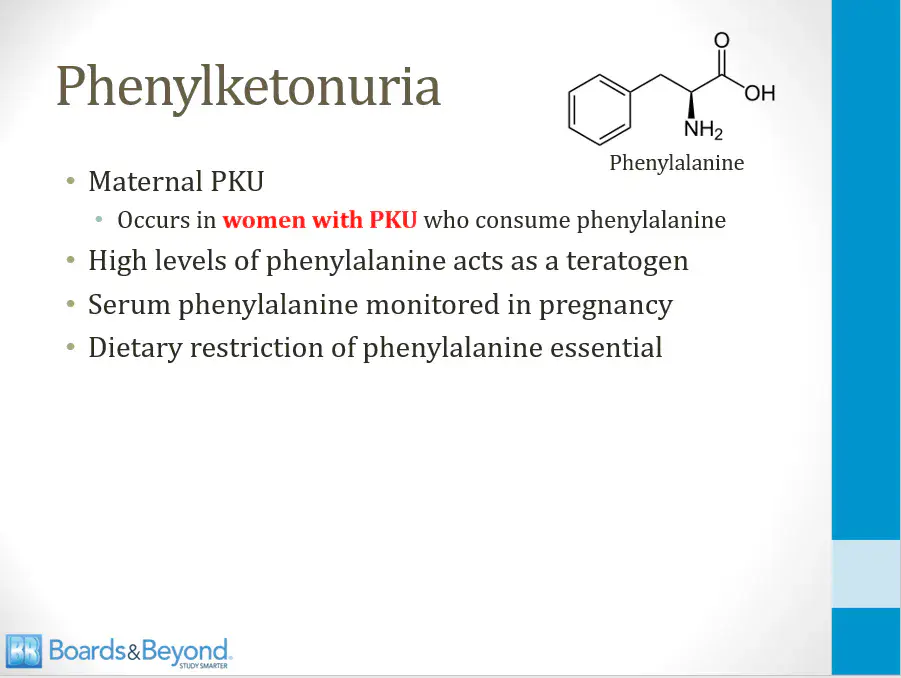 Phenylketonuria
O
OH
NH2
Phenylalanine
• Maternal PKU
• Occurs in women with PKU who consume phenylalanine
• High levels of phenylalanine acts as a teratogen
• Serum phenylalanine monitored in pregnancy
• Dietary restriction of phenylalanine essential
BB Boards&Beyond.
STUDY SMARTER